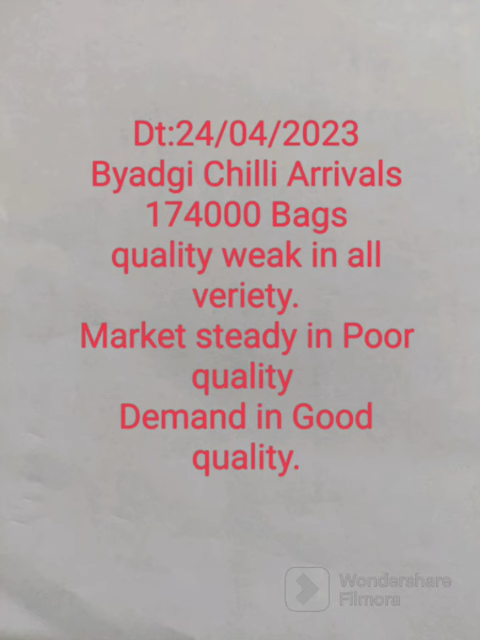 Dt:24/04/2023
Byadgi Chilli Arrivals
174000 Bags
quality weak in all
veriety.
Market steady in Poor
quality
Demand in Good
quality.
Wondershare
Filmora